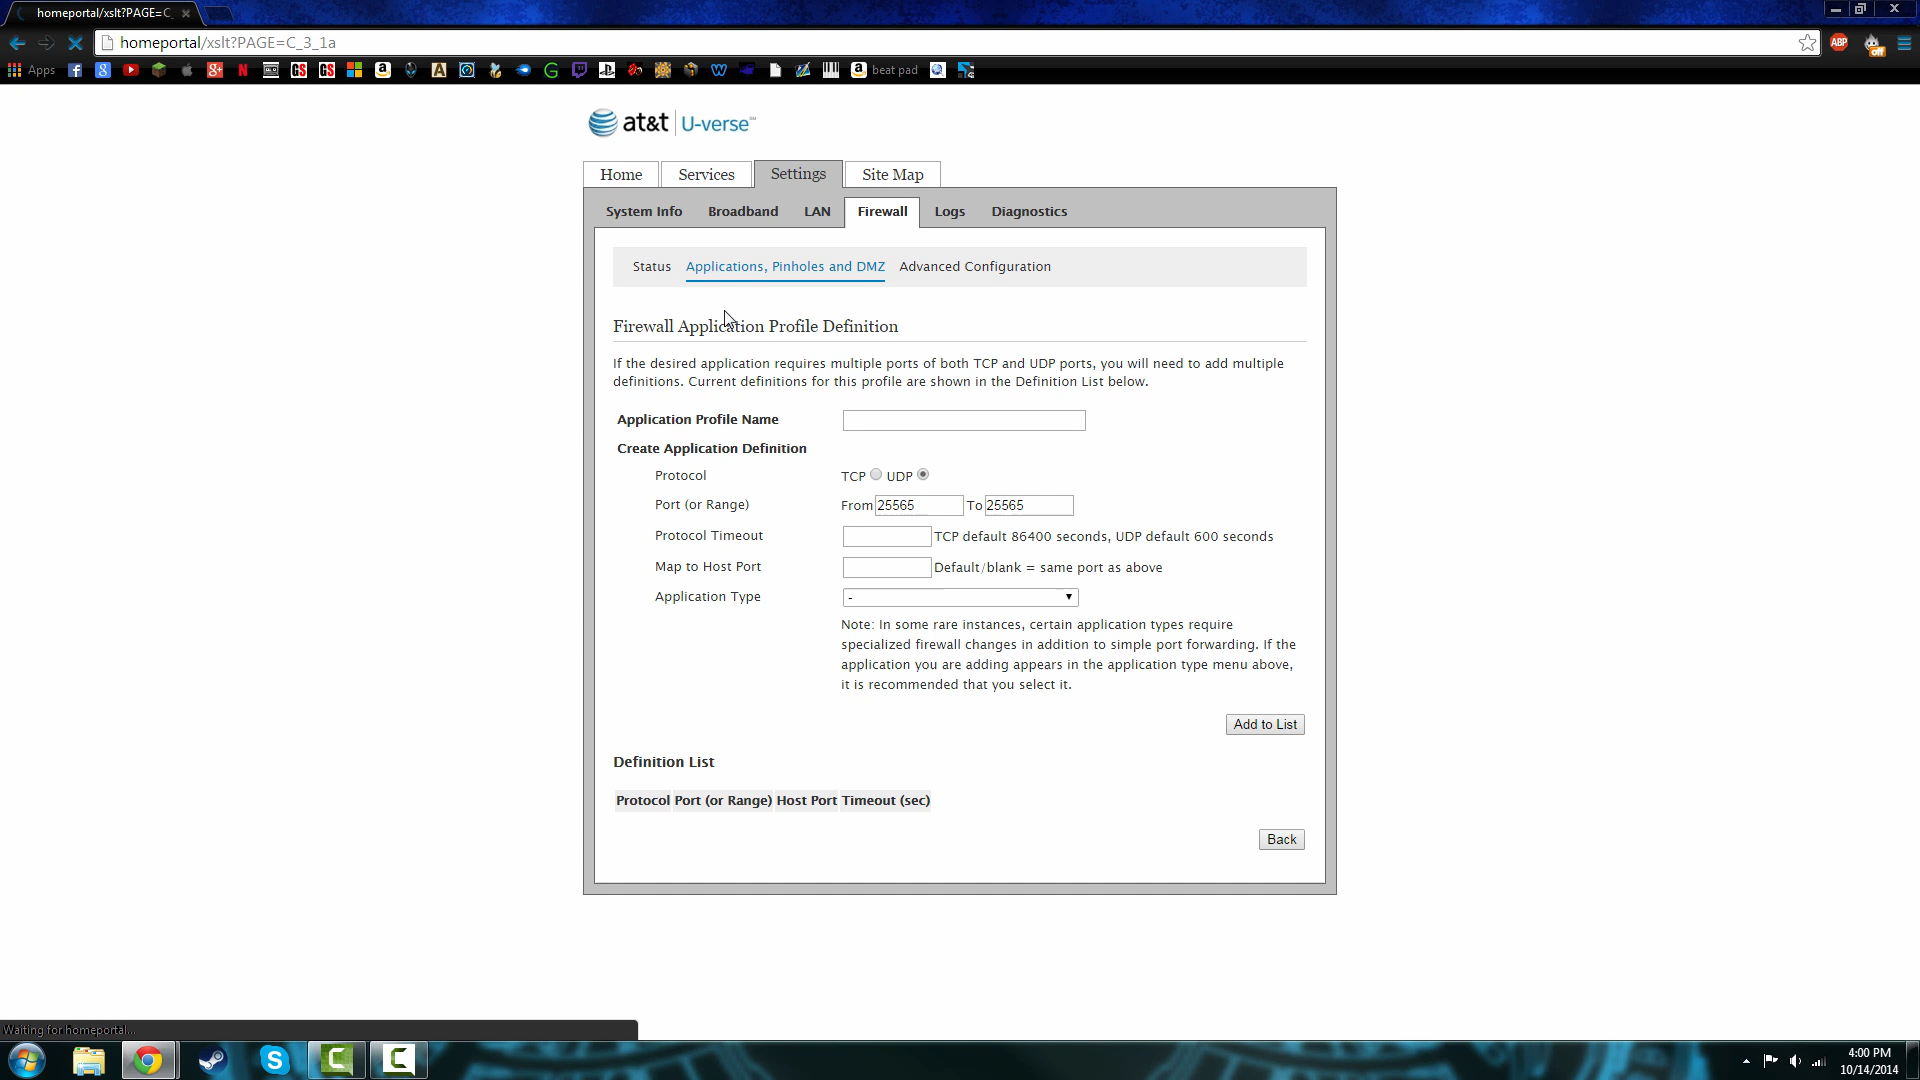 homeportal/xslt?PAGE=C_
homeportal/xslt?PAGE=C_3_1a
ABP
off
Apps
beat pad
at&t U-verse™
Home
Services
Settings
Site Map
System Info
Broadband
LAN
Firewall
Logs
Diagnostics
Status
Applications, Pinholes and DMZ
Advanced Configuration
Firewall Application Profile Definition
If the desired application requires multiple ports of both TCP and UDP ports, you will need to add multiple
definitions. Current definitions for this profile are shown in the Definition List below.
Application Profile Name
Create Application Definition
Protocol
TCP UDP
Port (or Range)
From 25565 To 25565
Protocol Timeout
TCP default 86400 seconds, UDP default 600 seconds
Map to Host Port
Default/blank = same port as above
Application Type
-
Note: In some rare instances, certain application types require
specialized firewall changes in addition to simple port forwarding. If the
application you are adding appears in the application type menu above,
it is recommended that you select it.
Add to List
Definition List
Protocol Port (or Range) Host Port Timeout (sec)
Back
Waiting for homeportal...
4:00 PM
10/14/2014